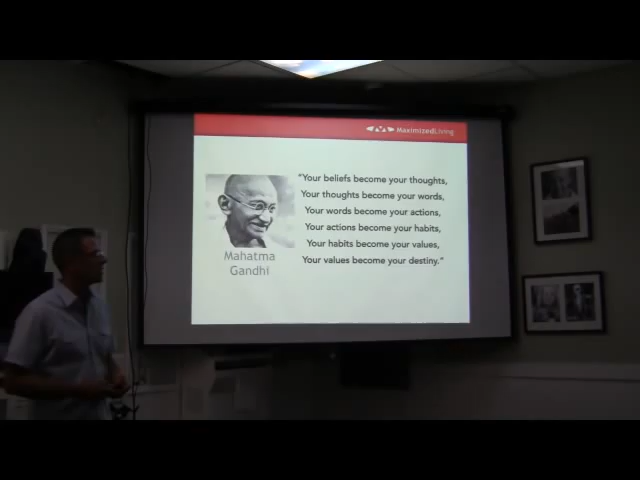 MaximizedLiving
"Your beliefs become your thoughts,
Your thoughts become your words,
Your words become your actions,
Your actions become your habits,
Your habits become your values,
Your values become your destiny."
Mahatma
Gandhi